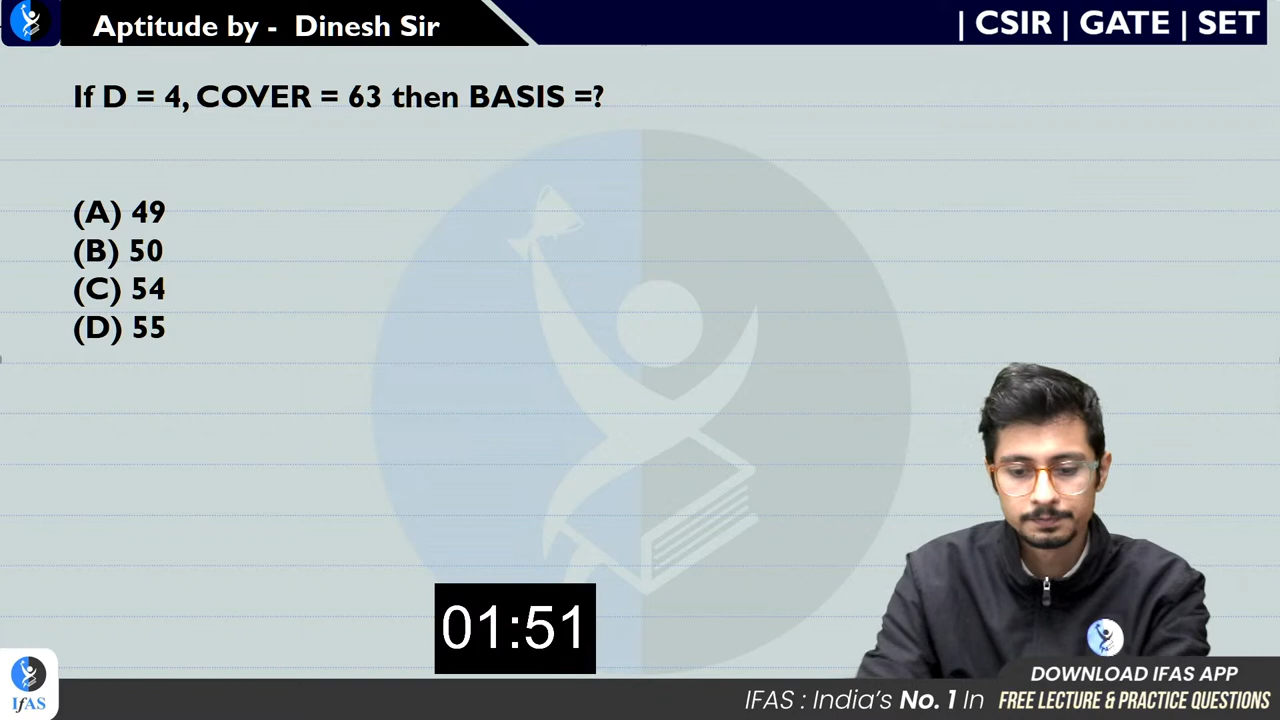 Aptitude by - Dinesh Sir
| CSIR | GATE | SET
If D = 4, COVER = 63 then BASIS =?
(A) 49
(B) 50
(C) 54
(D) 55
01:51
DOWNLOAD IFAS APP
IFAS : India's No. 1 In FREE LECTURE & PRACTICE QUESTIONS
IfAS